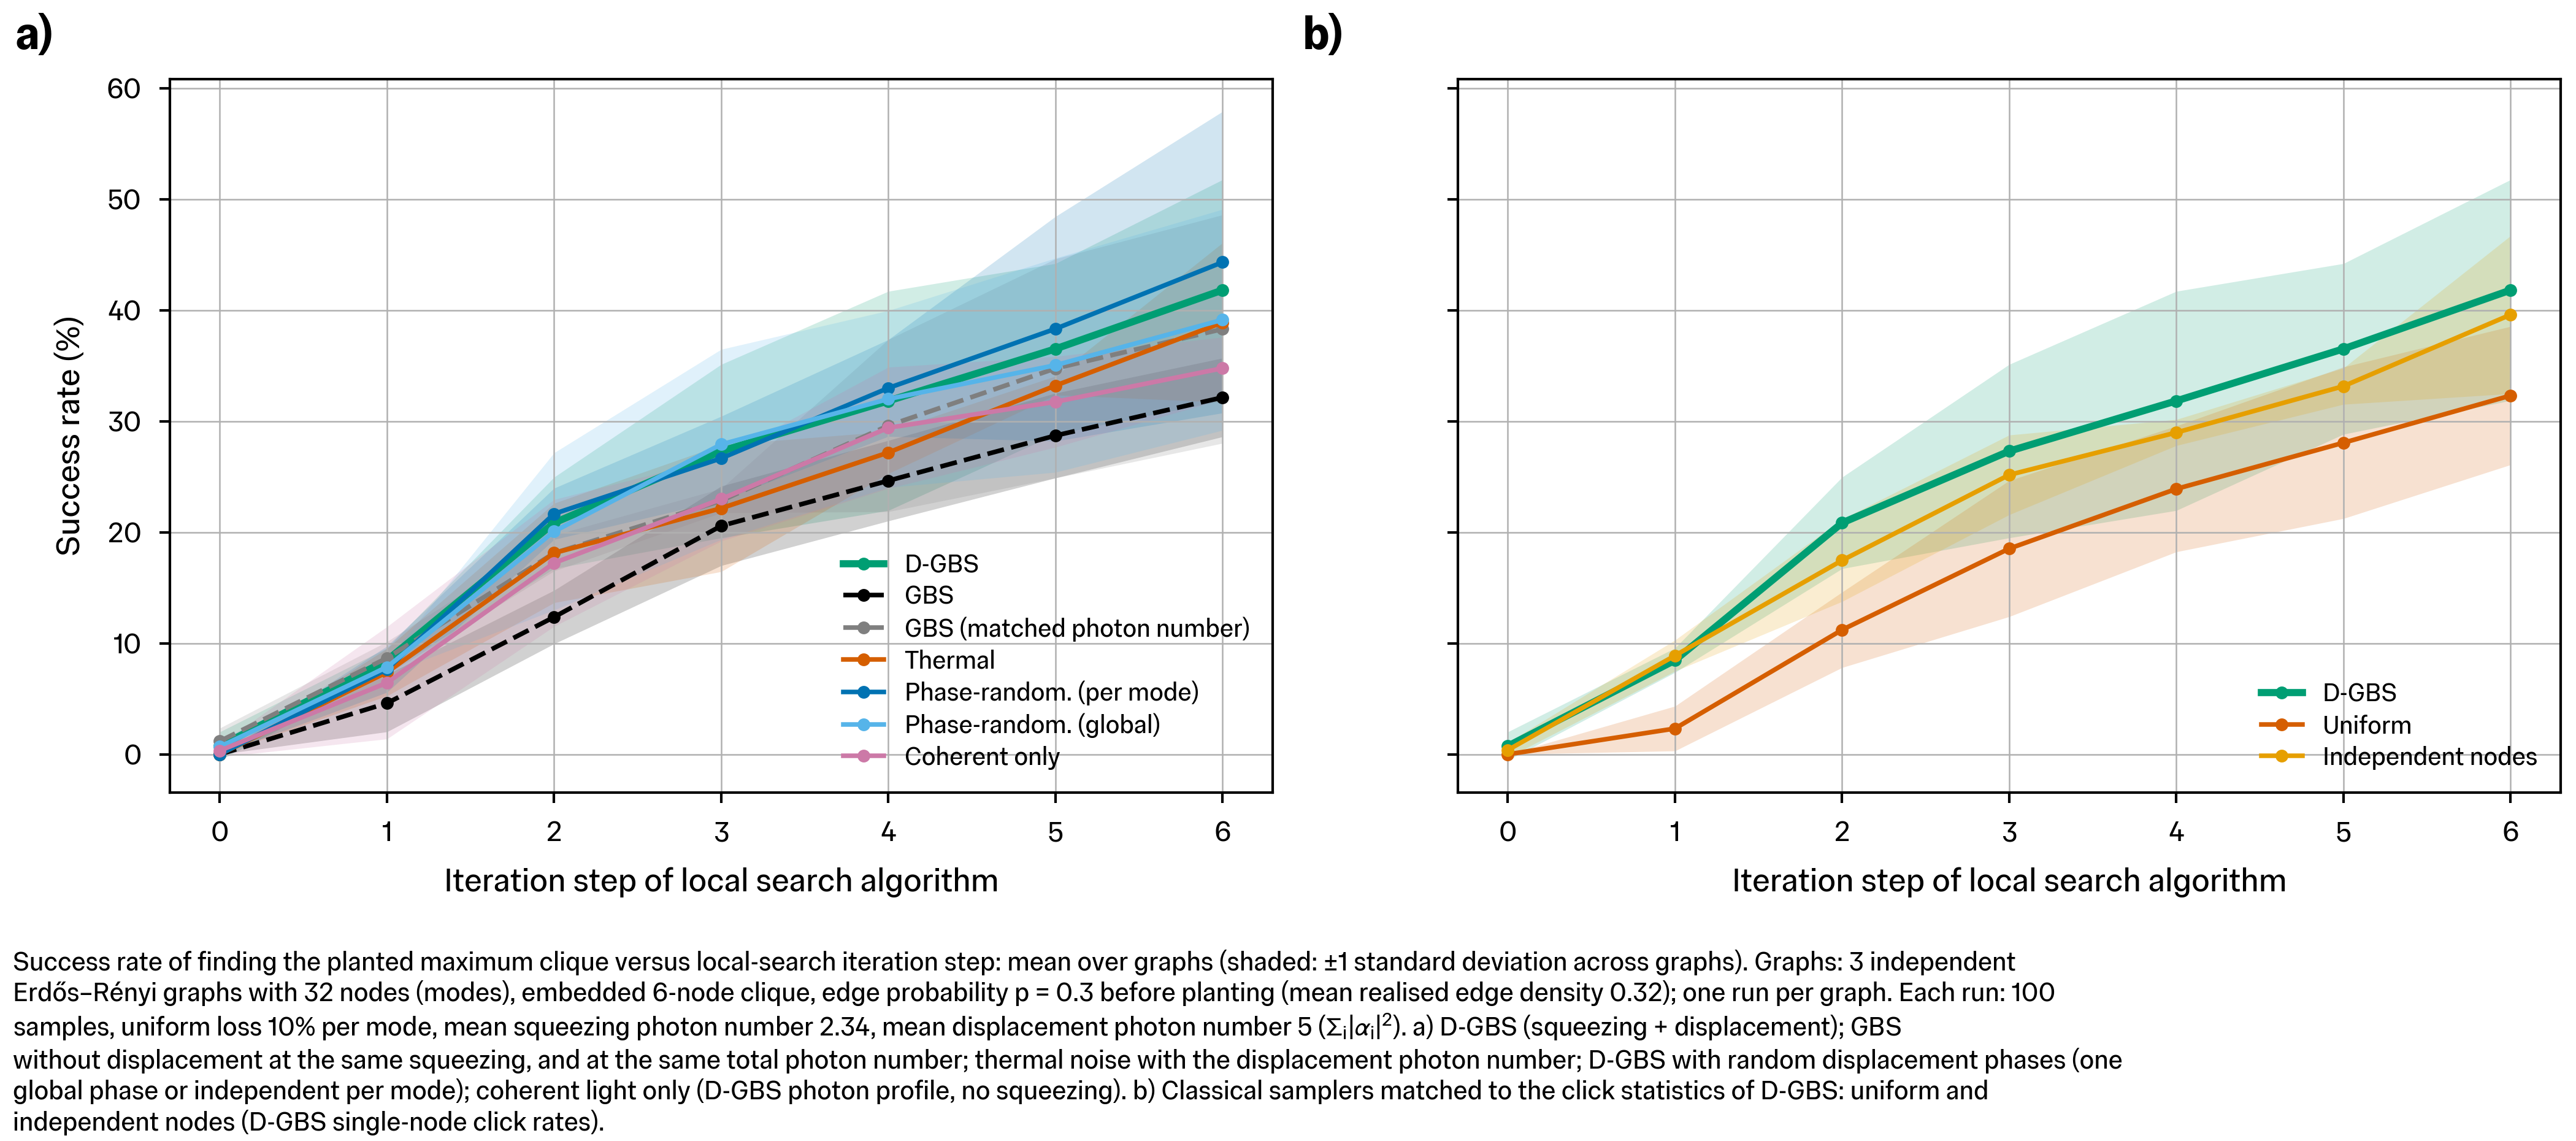 a)
b)
60
50
40
30
20
10
0
Success rate (%)
D-GBS
GBS
GBS (matched photon number)
Thermal
Phase-random. (per mode)
Phase-random. (global)
Coherent only
0 1 2 3 4 5 6
Iteration step of local search algorithm
D-GBS
Uniform
Independent nodes
0 1 2 3 4 5 6
Iteration step of local search algorithm
Success rate of finding the planted maximum clique versus local-search iteration step: mean over graphs (shaded: ±1 standard deviation across graphs). Graphs: 3 independent
Erdős–Rényi graphs with 32 nodes (modes), embedded 6-node clique, edge probability p = 0.3 before planting (mean realised edge density 0.32); one run per graph. Each run: 100
samples, uniform loss 10% per mode, mean squeezing photon number 2.34, mean displacement photon number 5 (Σᵢ|αᵢ|²). a) D-GBS (squeezing + displacement); GBS
without displacement at the same squeezing, and at the same total photon number; thermal noise with the displacement photon number; D-GBS with random displacement phases (one
global phase or independent per mode); coherent light only (D-GBS photon profile, no squeezing). b) Classical samplers matched to the click statistics of D-GBS: uniform and
independent nodes (D-GBS single-node click rates).